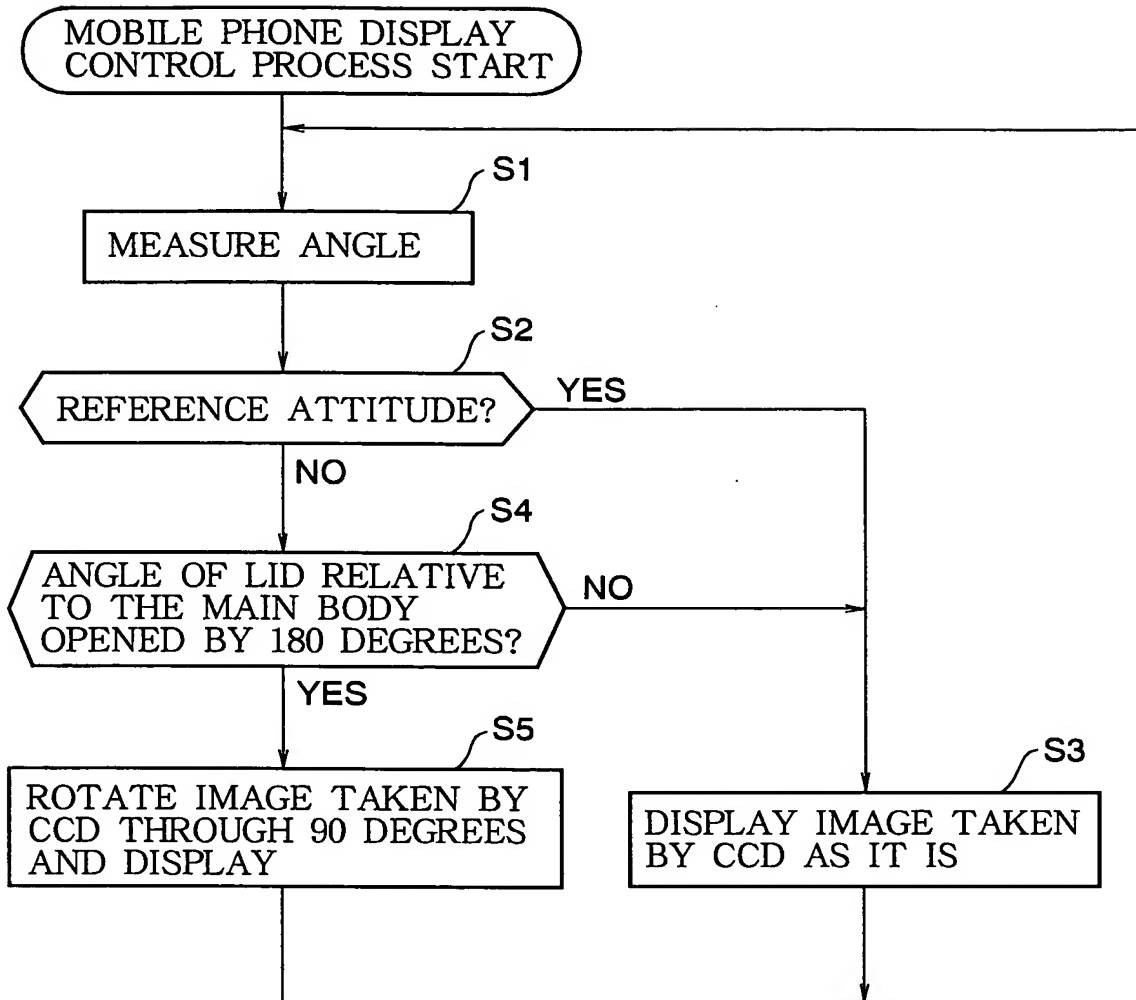 MOBILE PHONE DISPLAY
CONTROL PROCESS START
S1
MEASURE ANGLE
S2
REFERENCE ATTITUDE?
YES
NO
S4
ANGLE OF LID RELATIVE
TO THE MAIN BODY
OPENED BY 180 DEGREES?
NO
YES
S5
ROTATE IMAGE TAKEN BY
CCD THROUGH 90 DEGREES
AND DISPLAY
S3
DISPLAY IMAGE TAKEN
BY CCD AS IT IS